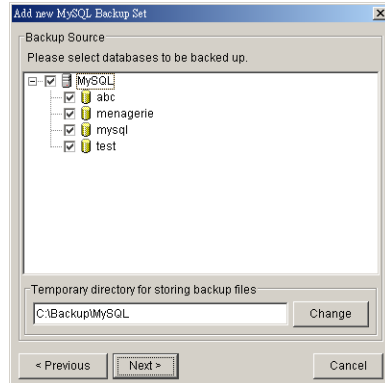 Add new MySQL Backup Set
Backup Source
Please select databases to be backed up.
MySQL
abc
menagerie
mysql
test
Temporary directory for storing backup files
C:\Backup\MySQL
Change
< Previous
Next >
Cancel